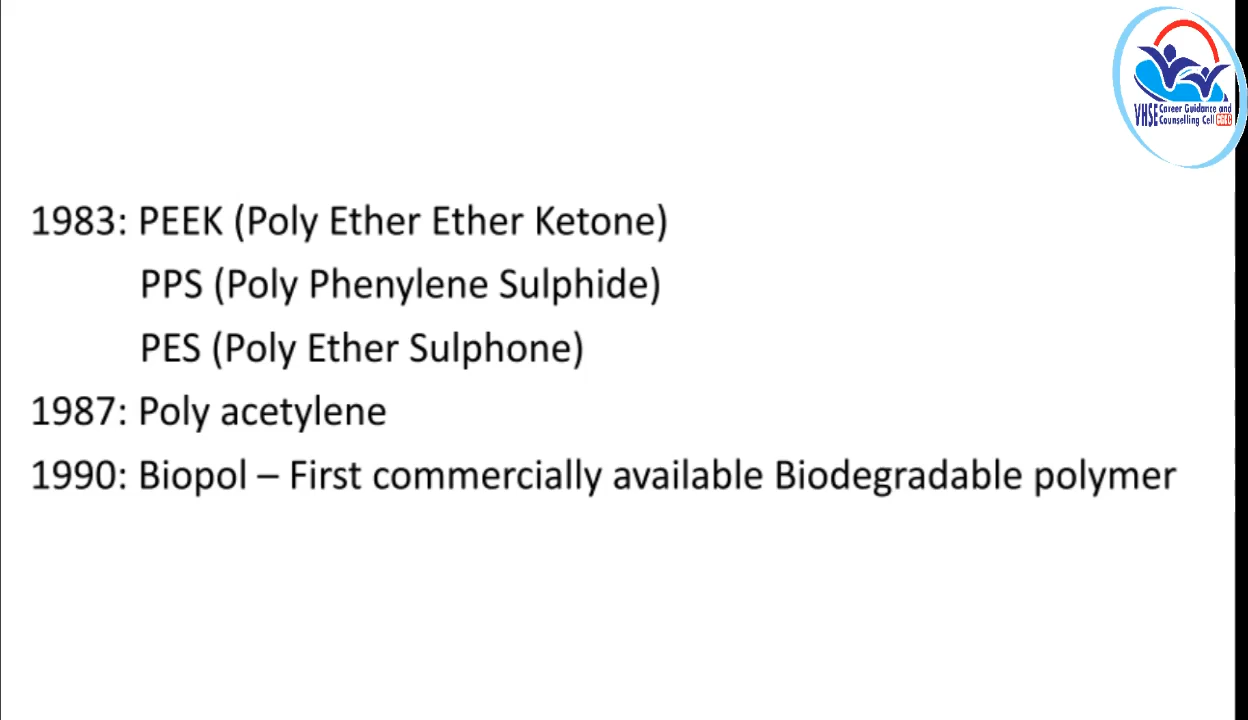 VHSE Career Guidance and
Counselling Cell CGCC
1983: PEEK (Poly Ether Ether Ketone)
PPS (Poly Phenylene Sulphide)
PES (Poly Ether Sulphone)
1987: Poly acetylene
1990: Biopol – First commercially available Biodegradable polymer